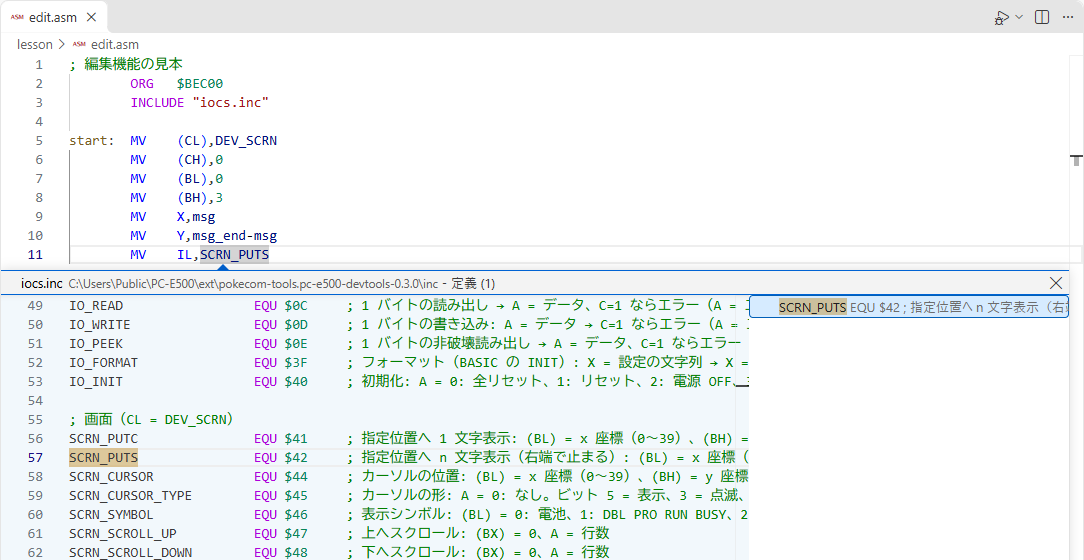 ASM edit.asm
lesson > ASM edit.asm
1 ; 編集機能の見本
2 ORG $BEC00
3 INCLUDE "iocs.inc"
4
5 start: MV (CL),DEV_SCRN
6 MV (CH),0
7 MV (BL),0
8 MV (BH),3
9 MV X,msg
10 MV Y,msg_end-msg
11 MV IL,SCRN_PUTS
iocs.inc C:\Users\Public\PC-E500\ext\pokecom-tools.pc-e500-devtools-0.3.0\inc - 定義 (1)
49 IO_READ EQU $0C ; 1 バイトの読み出し → A = データ、C=1 ならエラー（A =
50 IO_WRITE EQU $0D ; 1 バイトの書き込み: A = データ → C=1 ならエラー（A =
51 IO_PEEK EQU $0E ; 1 バイトの非破壊読み出し → A = データ、C=1 ならエラー
52 IO_FORMAT EQU $3F ; フォーマット（BASIC の INIT）: X = 設定の文字列 → X =
53 IO_INIT EQU $40 ; 初期化: A = 0: 全リセット、1: リセット、2: 電源 OFF、
54
55 ; 画面（CL = DEV_SCRN）
56 SCRN_PUTC EQU $41 ; 指定位置へ 1 文字表示: (BL) = x 座標（0～39）、(BH) =
57 SCRN_PUTS EQU $42 ; 指定位置へ n 文字表示（右端で止まる）: (BL) = x 座標（
58 SCRN_CURSOR EQU $44 ; カーソルの位置: (BL) = x 座標（0～39）、(BH) = y 座標
59 SCRN_CURSOR_TYPE EQU $45 ; カーソルの形: A = 0: なし。ビット 5 = 表示、3 = 点滅、
60 SCRN_SYMBOL EQU $46 ; 表示シンボル: (BL) = 0: 電池、1: DBL PRO RUN BUSY、2
61 SCRN_SCROLL_UP EQU $47 ; 上へスクロール: (BX) = 0、A = 行数
62 SCRN_SCROLL_DOWN EQU $48 ; 下へスクロール: (BX) = 0、A = 行数
SCRN_PUTS EQU $42 ; 指定位置へ n 文字表示（右